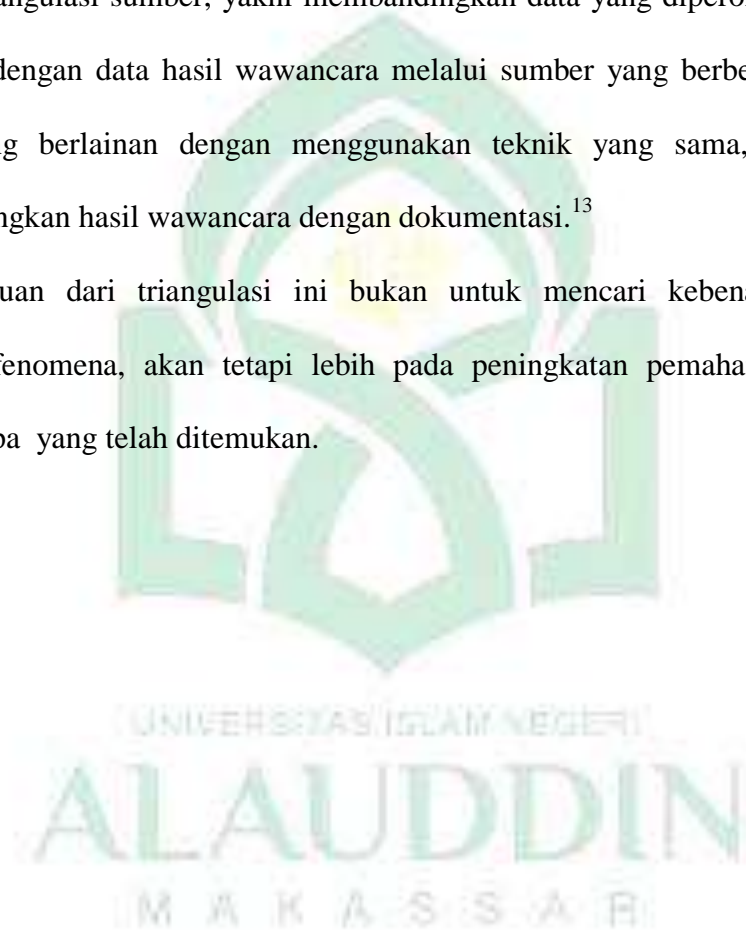 angulasi sumber, yakni membandingkan data yang dipero
dengan data hasil wawancara melalui sumber yang berbe
g berlainan dengan menggunakan teknik yang sama,
ngkan hasil wawancara dengan dokumentasi.13
uan dari triangulasi ini bukan untuk mencari kebena
fenomena, akan tetapi lebih pada peningkatan pemaha
pa yang telah ditemukan.
UNIVERSITAS ISLAM NEGERI
ALAUDDIN
MAKASSAR